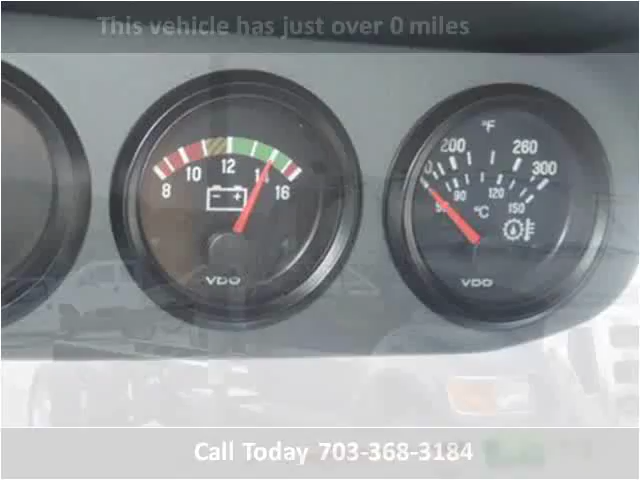 This vehicle has just over 0 miles
8 10 12 14 16
- +
VDO
°F
200 260 300
90 120 150
°C
VDO
Call Today 703-368-3184